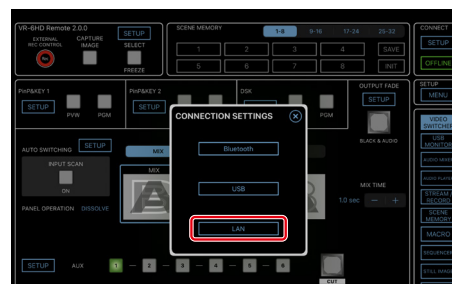 VR-6HD Remote 2.0.0
SETUP
SCENE MEMORY
1-8
9-16
17-24
25-32
CONNECT
EXTERNAL
REC CONTROL
CAPTURE
IMAGE
SELECT
FREEZE
1
2
3
4
SAVE
SETUP
5
6
7
8
INIT
OFFLINE
PinP&KEY 1
PinP&KEY 2
DSK
OUTPUT FADE
SETUP
SETUP
PVW
PGM
SETUP
PGM
SETUP
MENU
BLACK & AUDIO
CONNECTION SETTINGS
Bluetooth
USB
LAN
AUTO SWITCHING
SETUP
MIX
INPUT SCAN
MIX
ON
PANEL OPERATION
DISSOLVE
MIX TIME
1.0 sec
VIDEO
SWITCHER
USB
MONITOR
AUDIO MIXER
AUDIO PLAYER
STREAM /
RECORD
SCENE
MEMORY
MACRO
SEQUENCER
STILL IMAGE
SETUP
AUX
1
2
3
4
5
6
CUT